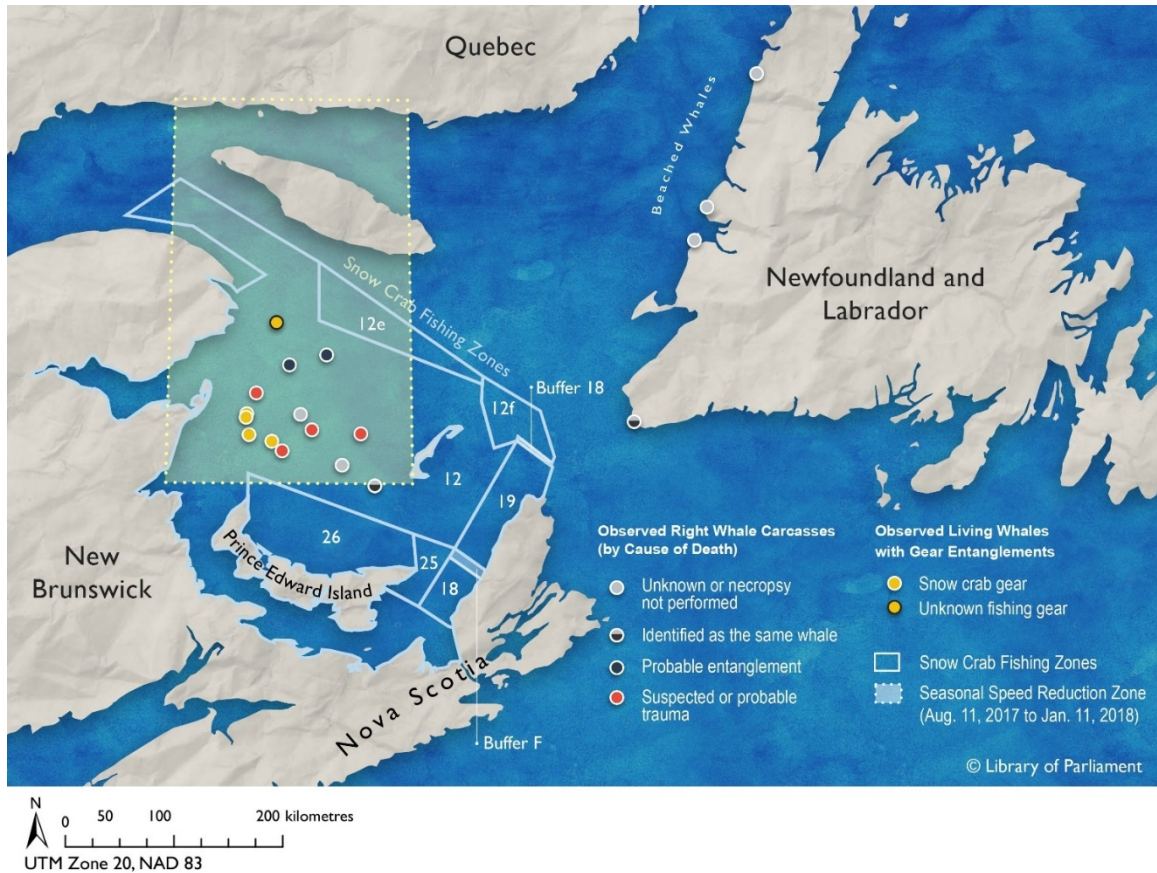 Quebec
Beached Whales
Newfoundland and
Labrador
Snow Crab Fishing Zones
12e
Buffer 18
12f
12
19
26
25
18
Prince Edward Island
New
Brunswick
Nova Scotia
Buffer F
Observed Right Whale Carcasses
(by Cause of Death)
Unknown or necropsy
not performed
Identified as the same whale
Probable entanglement
Suspected or probable
trauma
Observed Living Whales
with Gear Entanglements
Snow crab gear
Unknown fishing gear
Snow Crab Fishing Zones
Seasonal Speed Reduction Zone
(Aug. 11, 2017 to Jan. 11, 2018)
© Library of Parliament
N
0 50 100 200 kilometres
UTM Zone 20, NAD 83